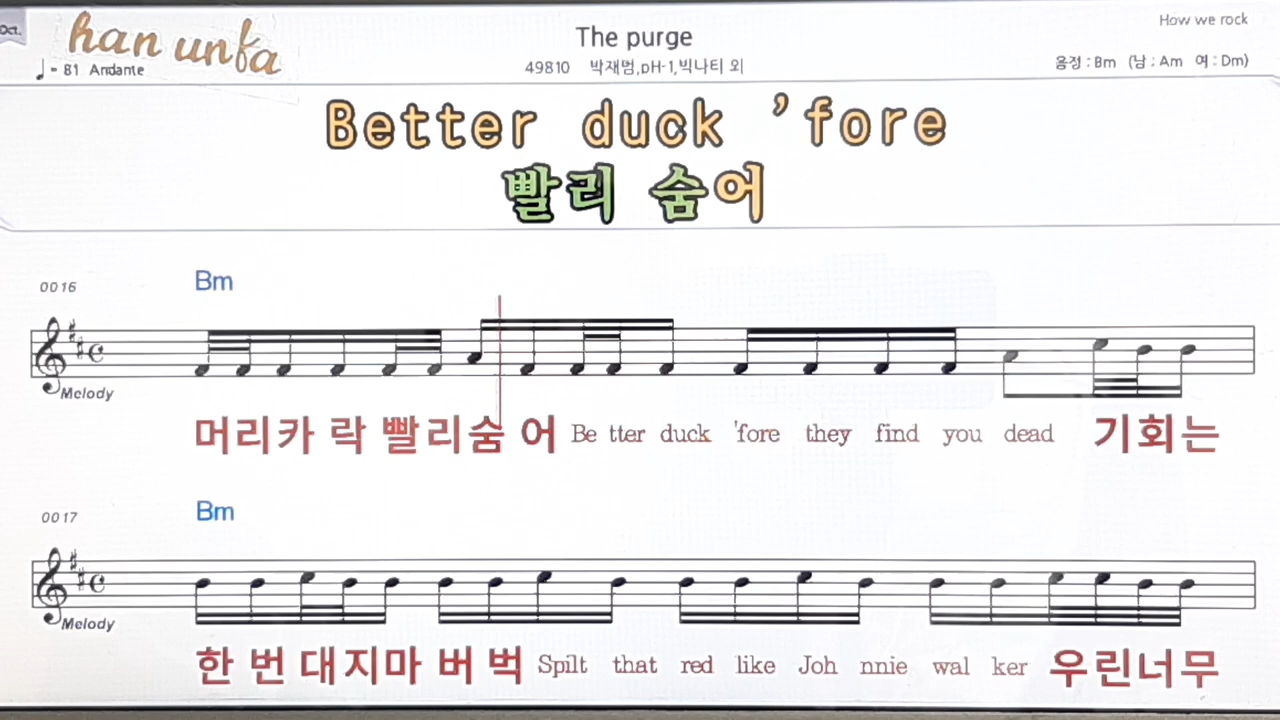 Oct.
han unfa
How we rock
The purge
♩= 81 Andante
49810 박재범,pH-1,빅나티 외
음정 : Bm (남 : Am 여 : Dm)
Better duck ’fore
빨리 숨어
Bm
0016
Melody
머리카 락 빨리숨 어 Be tter duck 'fore they find you dead 기회는
Bm
0017
Melody
한 번 대지마 버 벅 Spilt that red like Joh nnie wal ker 우린너무